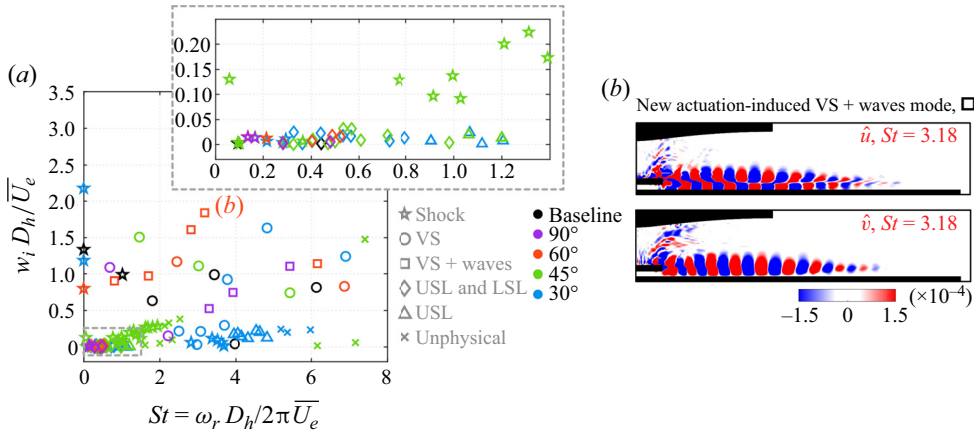 (a)
0.20
0.15
0.10
0.05
0
0 0.2 0.4 0.6 0.8 1.0 1.2
3.5
3.0
2.5
2.0
1.5
1.0
0.5
0
0 2 4 6 8
w_i D_h/\overline{U_e}
St = ω_r D_h/2π \overline{U_e}
(b)
Shock
VS
VS + waves
USL and LSL
USL
Unphysical
Baseline
90°
60°
45°
30°
(b)
New actuation-induced VS + waves mode,
û, St = 3.18
v̂, St = 3.18
(×10⁻⁴)
−1.5 0 1.5